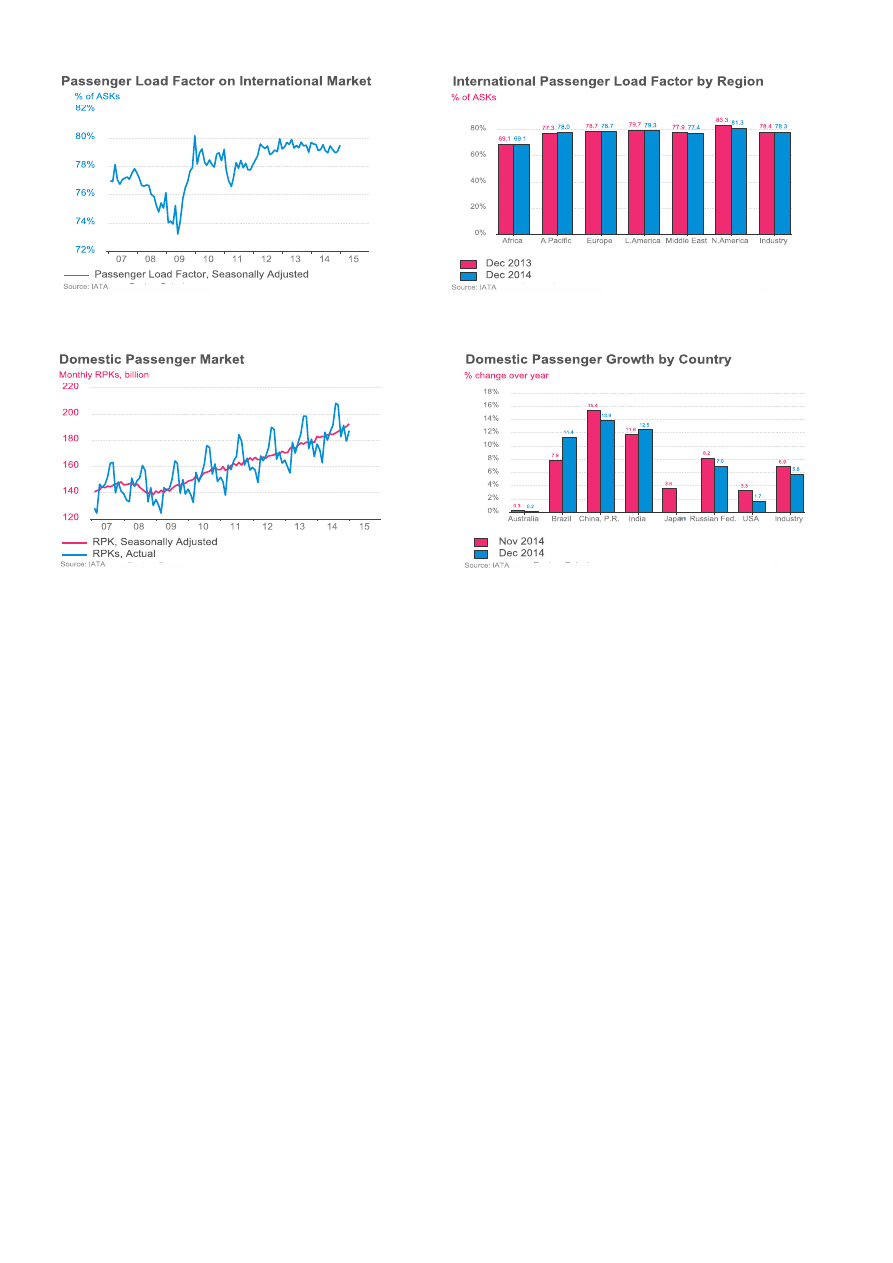 Passenger Load Factor on International Market
% of ASKs
82%
80%
78%
76%
74%
72%
07 08 09 10 11 12 13 14 15
Passenger Load Factor, Seasonally Adjusted
Source: IATA
International Passenger Load Factor by Region
% of ASKs
80%
60%
40%
20%
0%
69.1 69.1 77.3 78.0 78.7 78.7 79.7 79.3 77.9 77.4 83.3 81.3 78.4 78.3
Africa A.Pacific Europe L.America Middle East N.America Industry
Dec 2013
Dec 2014
Source: IATA
Domestic Passenger Market
Monthly RPKs, billion
220
200
180
160
140
120
07 08 09 10 11 12 13 14 15
RPK, Seasonally Adjusted
RPKs, Actual
Source: IATA
Domestic Passenger Growth by Country
% change over year
18%
16%
14%
12%
10%
8%
6%
4%
2%
0%
0.2 7.9 11.4 15.4 13.9 11.8 12.5 3.6 8.2 7.0 3.3 1.7 5.8
Australia Brazil China, P.R. India Japan Russian Fed. USA Industry
Nov 2014
Dec 2014
Source: IATA